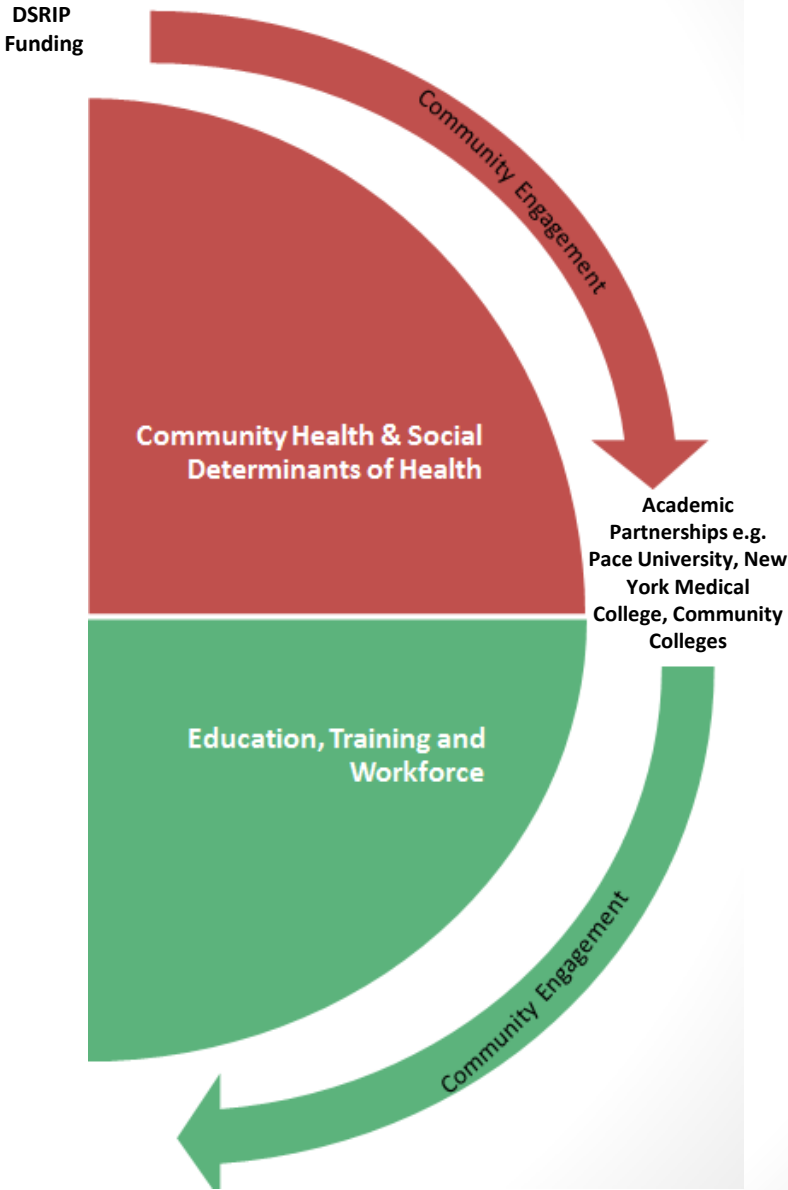 DSRIP
Funding
Community Engagement
Community Health & Social
Determinants of Health
Academic
Partnerships e.g.
Pace University, New
York Medical
College, Community
Colleges
Education, Training and
Workforce
Community Engagement